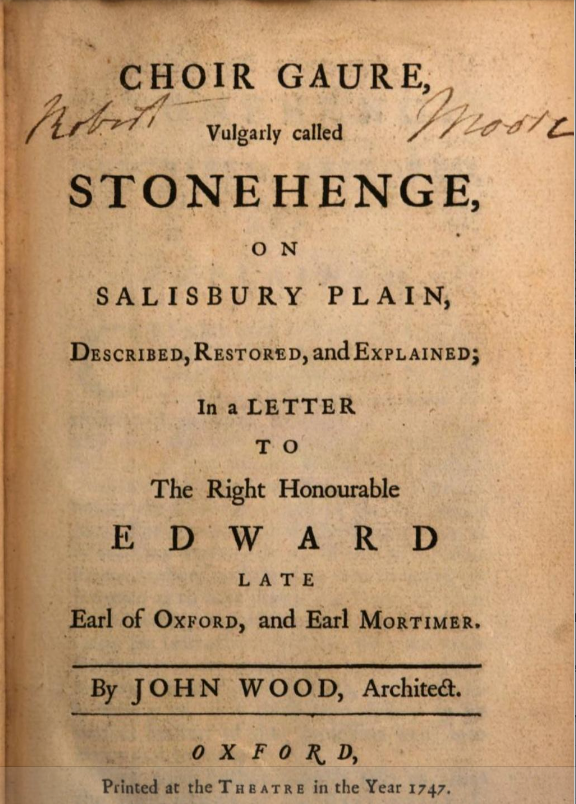 CHOIR GAURE,
Robert Moore
Vulgarly called
STONEHENGE,
ON
SALISBURY PLAIN,
DESCRIBED, RESTORED, and EXPLAINED;
In a LETTER
TO
The Right Honourable
EDWARD
LATE
Earl of OXFORD, and Earl MORTIMER.
By JOHN WOOD, Architect.
OXFORD,
Printed at the THEATRE in the Year 1747.